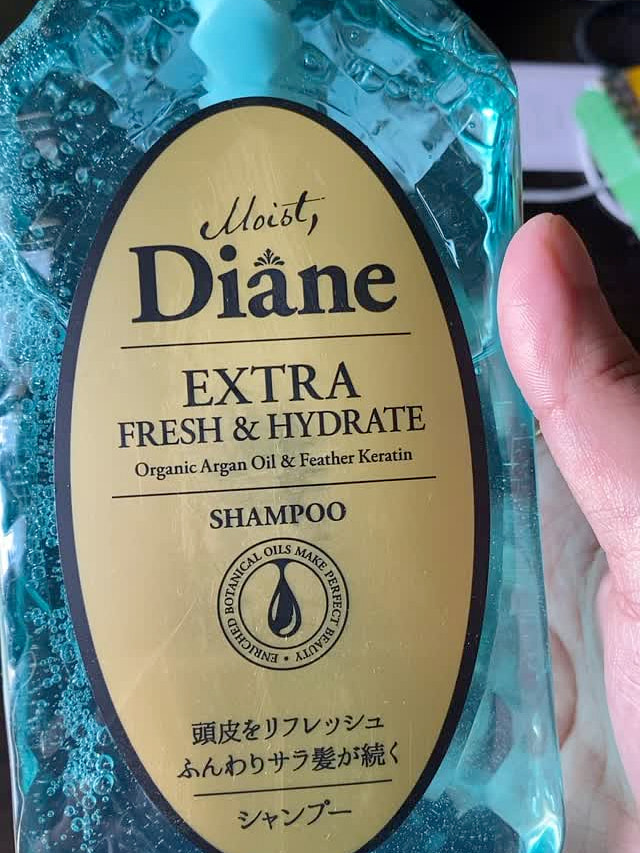 Moist,
Diane
EXTRA
FRESH & HYDRATE
Organic Argan Oil & Feather Keratin
SHAMPOO
ENRICHED BOTANICAL OILS MAKE PERFECT BEAUTY •
頭皮をリフレッシュ
ふんわりサラ髪が続く
シャンプー